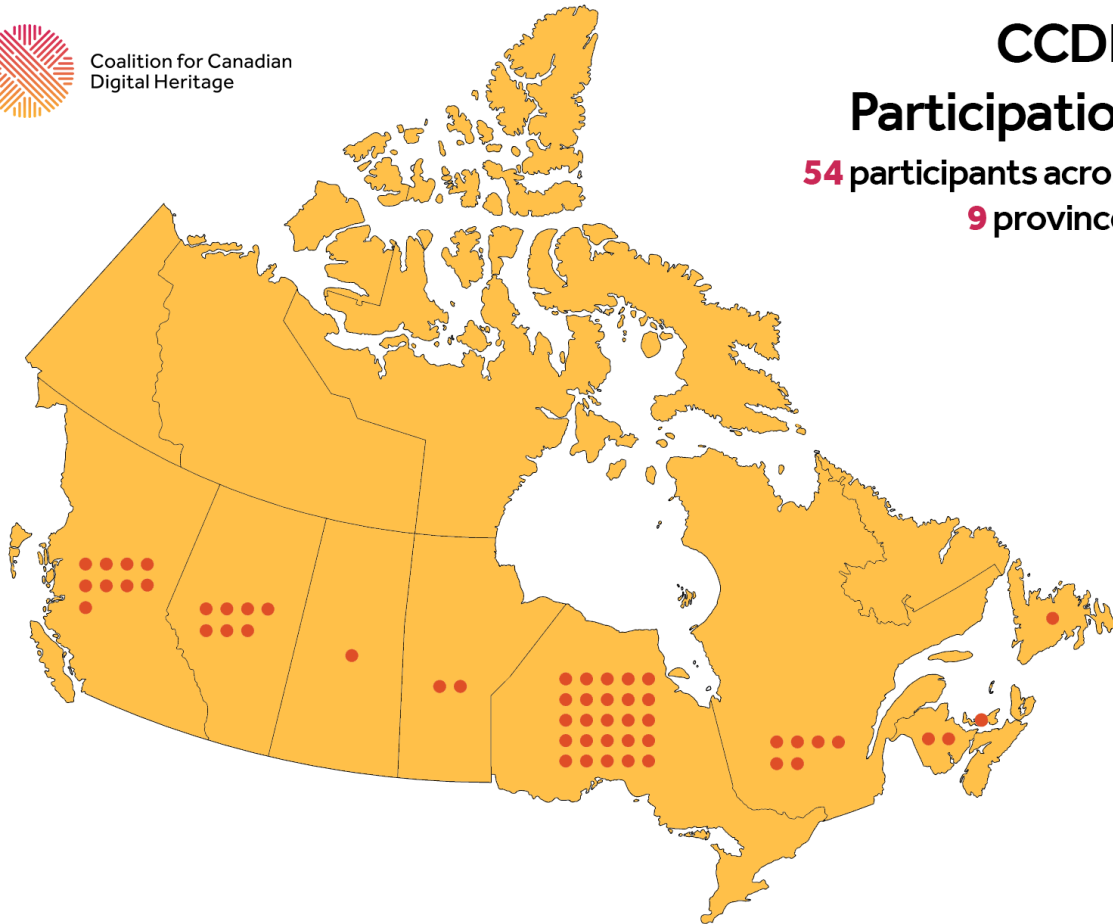 Coalition for Canadian
Digital Heritage
CCD
Participatio
54 participants acro
9 provinc